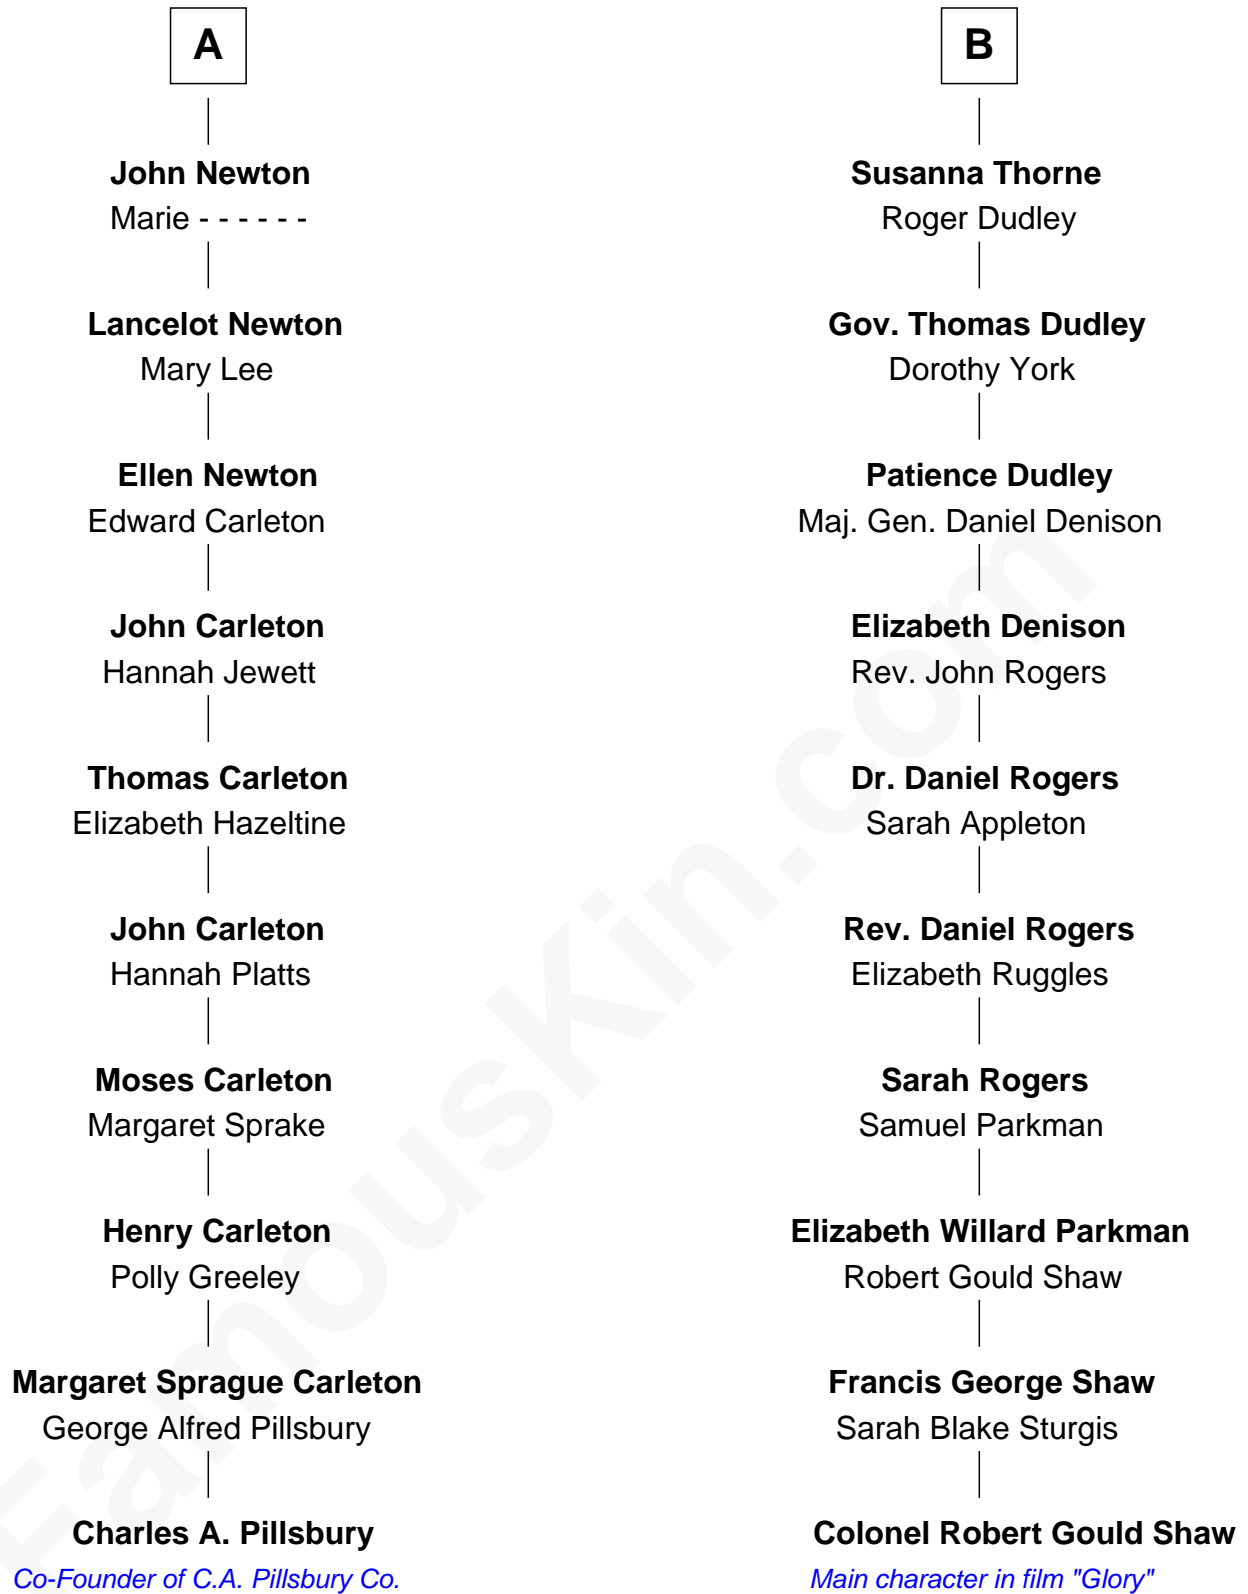 A
John Newton
Marie - - - - - -
Lancelot Newton
Mary Lee
Ellen Newton
Edward Carleton
John Carleton
Hannah Jewett
Thomas Carleton
Elizabeth Hazeltine
John Carleton
Hannah Platts
Moses Carleton
Margaret Sprake
Henry Carleton
Polly Greeley
Margaret Sprague Carleton
George Alfred Pillsbury
Charles A. Pillsbury
Co-Founder of C.A. Pillsbury Co.
B
Susanna Thorne
Roger Dudley
Gov. Thomas Dudley
Dorothy York
Patience Dudley
Maj. Gen. Daniel Denison
Elizabeth Denison
Rev. John Rogers
Dr. Daniel Rogers
Sarah Appleton
Rev. Daniel Rogers
Elizabeth Ruggles
Sarah Rogers
Samuel Parkman
Elizabeth Willard Parkman
Robert Gould Shaw
Francis George Shaw
Sarah Blake Sturgis
Colonel Robert Gould Shaw
Main character in film "Glory"
FamousKin.com